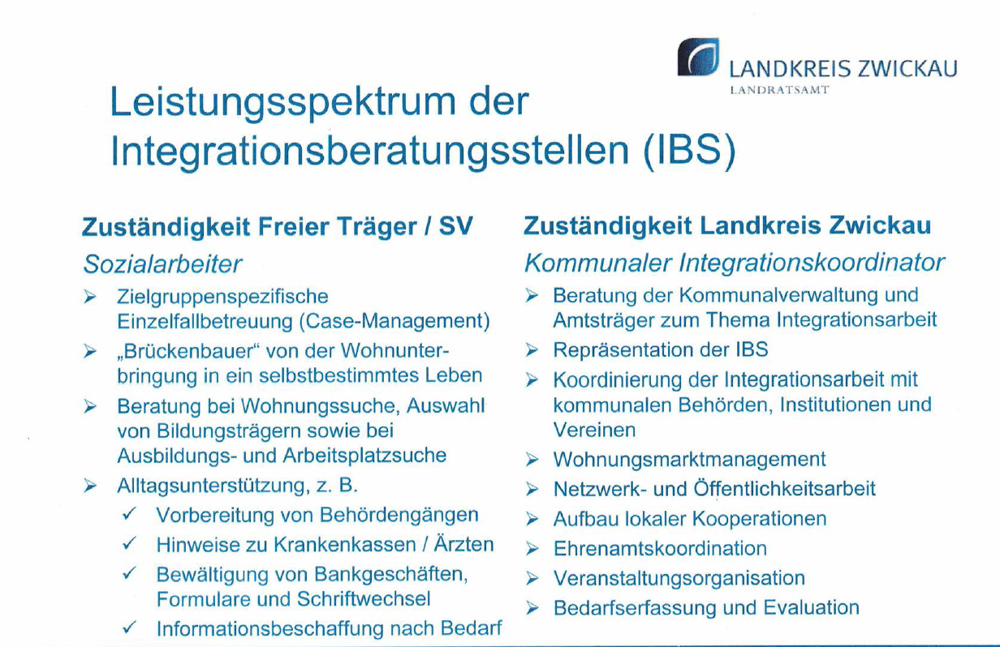 LANDKREIS ZWICKAU
LANDRATSAMT
Leistungsspektrum der
Integrationsberatungsstellen (IBS)
Zuständigkeit Freier Träger / SV
Sozialarbeiter
➢ Zielgruppenspezifische
Einzelfallbetreuung (Case-Management)
➢ „Brückenbauer“ von der Wohnunter-
bringung in ein selbstbestimmtes Leben
➢ Beratung bei Wohnungssuche, Auswahl
von Bildungsträgern sowie bei
Ausbildungs- und Arbeitsplatzsuche
➢ Alltagsunterstützung, z. B.
✓ Vorbereitung von Behördengängen
✓ Hinweise zu Krankenkassen / Ärzten
✓ Bewältigung von Bankgeschäften,
Formulare und Schriftwechsel
✓ Informationsbeschaffung nach Bedarf
Zuständigkeit Landkreis Zwickau
Kommunaler Integrationskoordinator
➢ Beratung der Kommunalverwaltung und
Amtsträger zum Thema Integrationsarbeit
➢ Repräsentation der IBS
➢ Koordinierung der Integrationsarbeit mit
kommunalen Behörden, Institutionen und
Vereinen
➢ Wohnungsmarktmanagement
➢ Netzwerk- und Öffentlichkeitsarbeit
➢ Aufbau lokaler Kooperationen
➢ Ehrenamtskoordination
➢ Veranstaltungsorganisation
➢ Bedarfserfassung und Evaluation